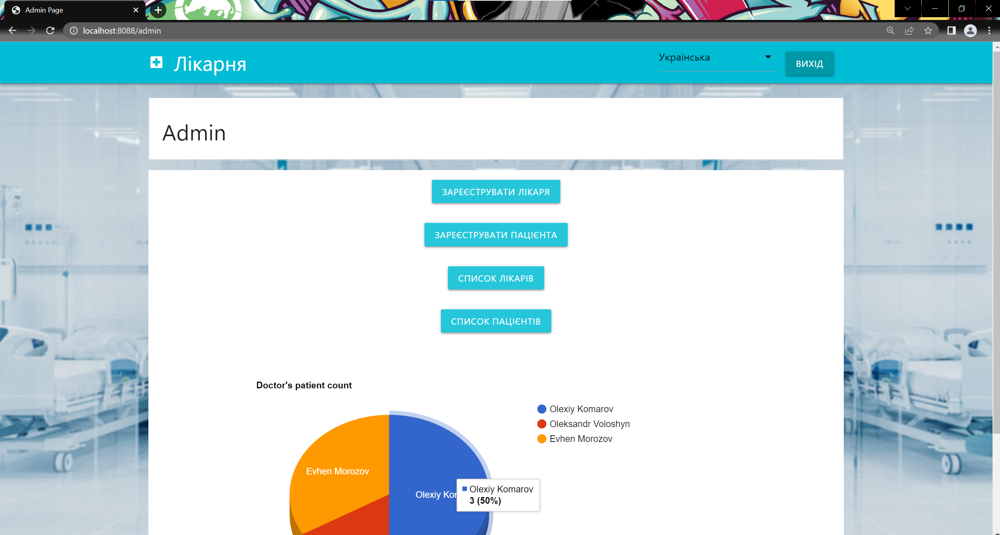 Admin Page
localhost:8088/admin
Лікарня
Українська
ВИХІД
Admin
ЗАРЕЄСТРУВАТИ ЛІКАРЯ
ЗАРЕЄСТРУВАТИ ПАЦІЄНТА
СПИСОК ЛІКАРІВ
СПИСОК ПАЦІЄНТІВ
Doctor's patient count
Olexiy Komarov
Oleksandr Voloshyn
Evhen Morozov
Evhen Morozov
Olexiy Kor
Olexiy Komarov
3 (50%)